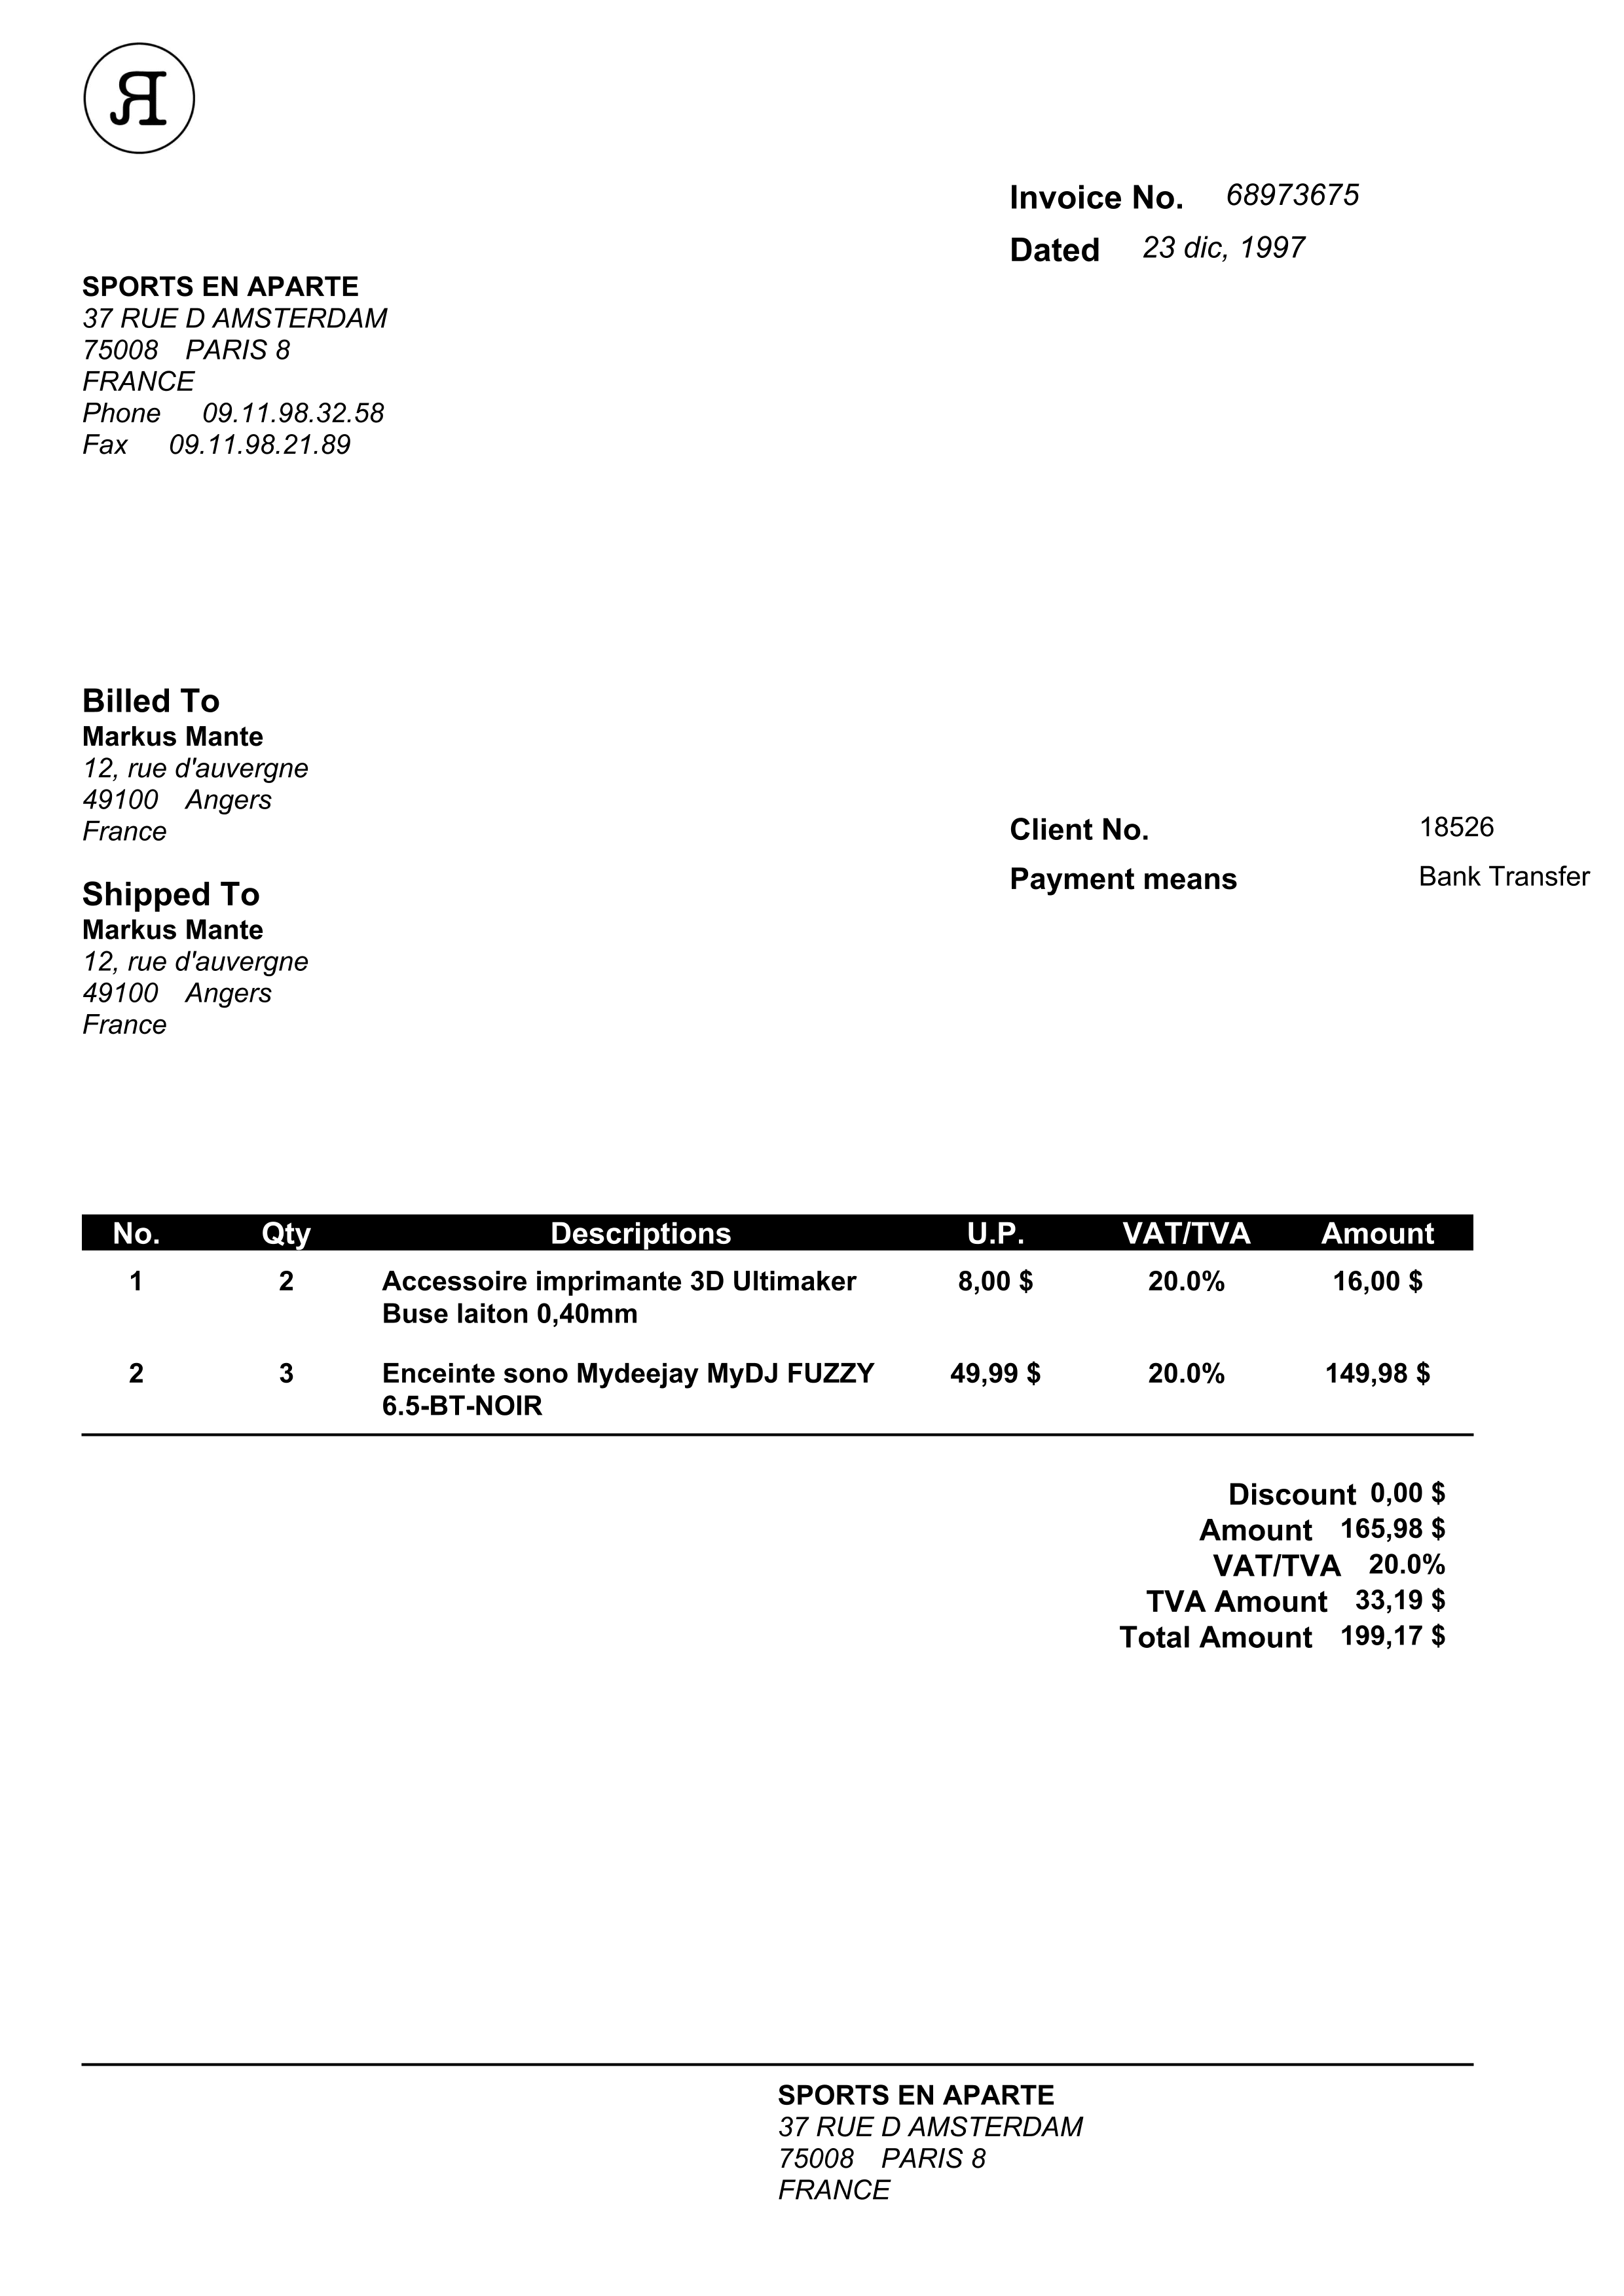 Я
Invoice No. 68973675
Dated 23 dic, 1997
SPORTS EN APARTE
37 RUE D AMSTERDAM
75008 PARIS 8
FRANCE
Phone 09.11.98.32.58
Fax 09.11.98.21.89
Billed To
Markus Mante
12, rue d'auvergne
49100 Angers
France
Client No. 18526
Payment means Bank Transfer
Shipped To
Markus Mante
12, rue d'auvergne
49100 Angers
France
No. Qty Descriptions U.P. VAT/TVA Amount
1 2 Accessoire imprimante 3D Ultimaker 8,00 $ 20.0% 16,00 $
Buse laiton 0,40mm
2 3 Enceinte sono Mydeejay MyDJ FUZZY 49,99 $ 20.0% 149,98 $
6.5-BT-NOIR
Discount 0,00 $
Amount 165,98 $
VAT/TVA 20.0%
TVA Amount 33,19 $
Total Amount 199,17 $
SPORTS EN APARTE
37 RUE D AMSTERDAM
75008 PARIS 8
FRANCE